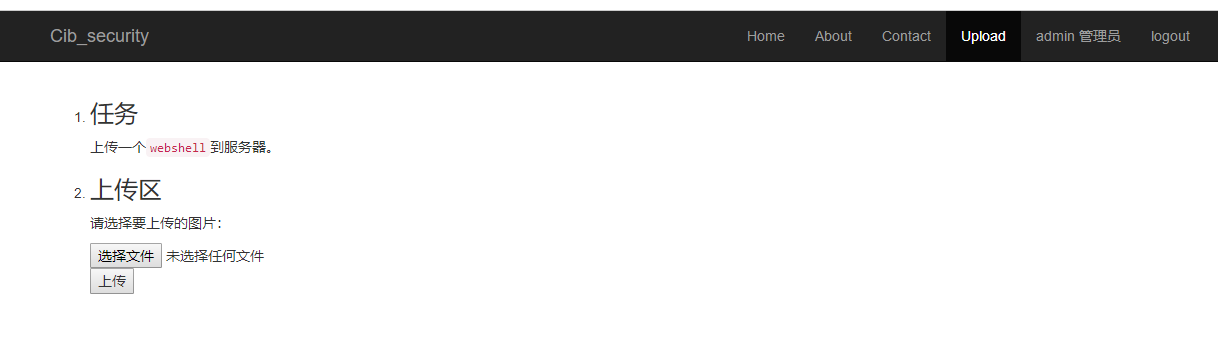 Cib_security Home About Contact Upload admin 管理员 logout
1. 任务
上传一个 webshell 到服务器。
2. 上传区
请选择要上传的图片：
选择文件 未选择任何文件
上传